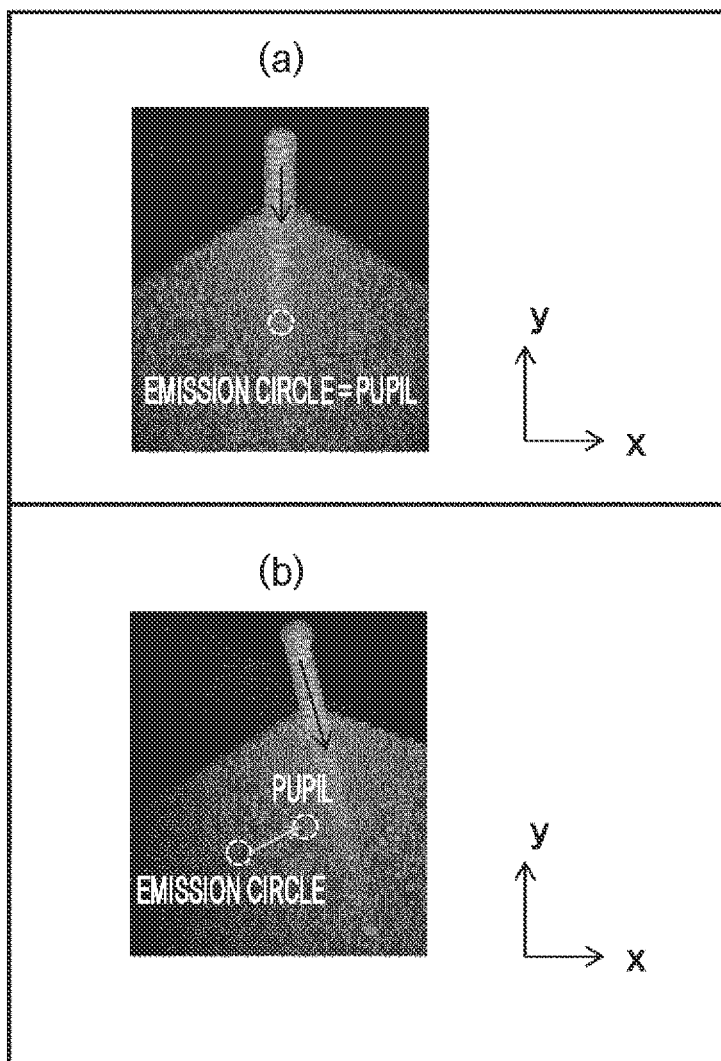 (a)
EMISSION CIRCLE=PUPIL
y
x
(b)
PUPIL
EMISSION CIRCLE
y
x